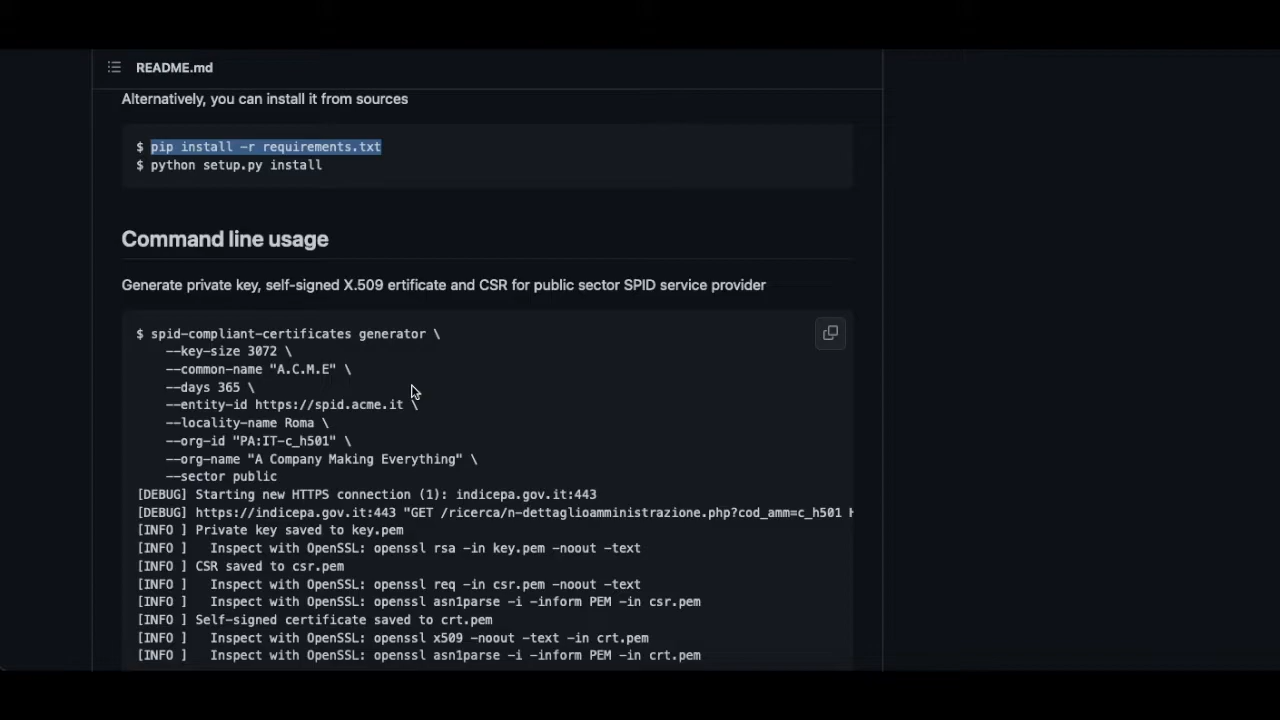 README.md
Alternatively, you can install it from sources
$ pip install -r requirements.txt
$ python setup.py install
Command line usage
Generate private key, self-signed X.509 ertificate and CSR for public sector SPID service provider
$ spid-compliant-certificates generator \
--key-size 3072 \
--common-name "A.C.M.E" \
--days 365 \
--entity-id https://spid.acme.it \
--locality-name Roma \
--org-id "PA:IT-c_h501" \
--org-name "A Company Making Everything" \
--sector public
[DEBUG] Starting new HTTPS connection (1): indicepa.gov.it:443
[DEBUG] https://indicepa.gov.it:443 "GET /ricerca/n-dettaglioamministrazione.php?cod_amm=c_h501
[INFO ] Private key saved to key.pem
[INFO ]   Inspect with OpenSSL: openssl rsa -in key.pem -noout -text
[INFO ] CSR saved to csr.pem
[INFO ]   Inspect with OpenSSL: openssl req -in csr.pem -noout -text
[INFO ]   Inspect with OpenSSL: openssl asn1parse -i -inform PEM -in csr.pem
[INFO ] Self-signed certificate saved to crt.pem
[INFO ]   Inspect with OpenSSL: openssl x509 -noout -text -in crt.pem
[INFO ]   Inspect with OpenSSL: openssl asn1parse -i -inform PEM -in crt.pem